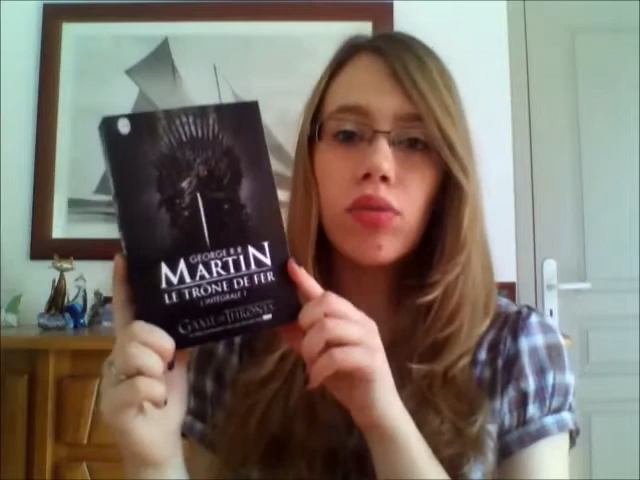 GEORGE R.R.
MARTIN
LE TRÔNE DE FER
L'INTÉGRALE 1
GAME OF THRONES